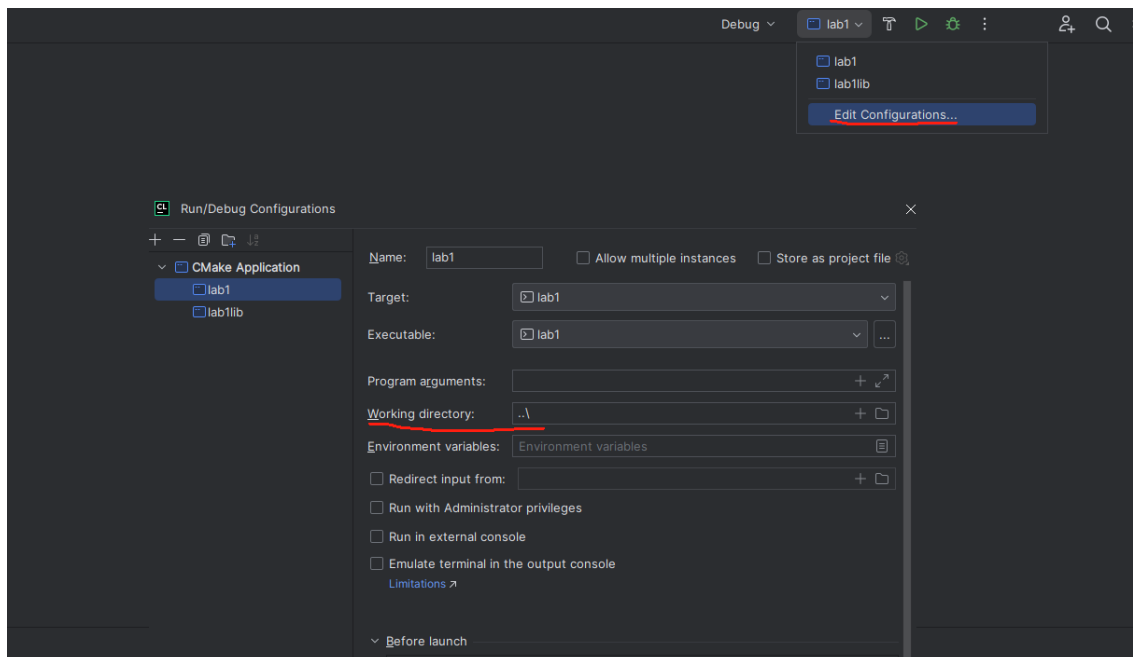 Debug lab1
lab1
lab1lib
Edit Configurations...
CL Run/Debug Configurations
Name: lab1 Allow multiple instances Store as project file
CMake Application
lab1
lab1lib
Target: lab1
Executable: lab1 ...
Program arguments:
Working directory: ..\
Environment variables: Environment variables
Redirect input from:
Run with Administrator privileges
Run in external console
Emulate terminal in the output console
Limitations
Before launch